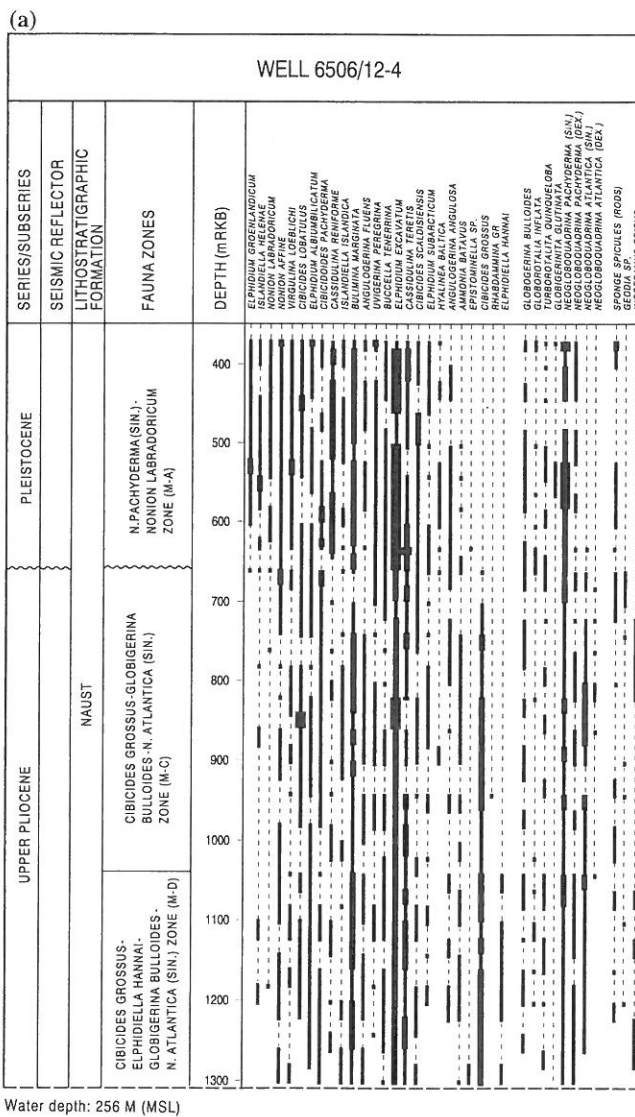 (a)
WELL 6506/12-4
SERIES/SUBSERIES
SEISMIC REFLECTOR
LITHOSTRATIGRAPHIC
FORMATION
FAUNA ZONES
DEPTH (mRKB)
ELPHIDIUM GROENLANDICUM
ISLANDIELLA HELENAE
NONION LABRADORICUM
NONION AFFINE
VIRGULINA LOEBLICHI
CIBICIDES LOBATULUS
ELPHIDIUM ALBIUMBILICATUM
CIBICIDOIDES PACHYDERMA
CASSIDULINA RENIFORME
ISLANDIELLA ISLANDICA
BULIMINA MARGINATA
ANGULOGERINA FLUENS
UVIGERINA PEREGRINA
BUCCELLA TENERRINA
ELPHIDIUM EXCAVATUM
CASSIDULINA TERETIS
CIBICIDES SCALDISIENSIS
ELPHIDIUM SUBARCTICUM
HYALINEA BALTICA
ANGULOGERINA ANGULOSA
AMMONIA BATAVUS
EPISTOMINELLA SP.
CIBICIDES GROSSUS
RHABDAMMINA GR
ELPHIDIELLA HANNAI
GLOBIGERINA BULLOIDES
GLOBOROTALIA INFLATA
TURBOROTALIA QUINQUELOBA
GLOBIGERINITA GLUTINATA
NEOGLOBOQUADRINA PACHYDERMA (SIN.)
NEOGLOBOQUADRINA PACHYDERMA (DEX.)
NEOGLOBOQUADRINA ATLANTICA (SIN.)
NEOGLOBOQUADRINA ATLANTICA (DEX.)
SPONGE SPICULES (RODS)
GEODIA SP.
PLEISTOCENE
N.PACHYDERMA(SIN.)-
NONION LABRADORICUM
ZONE (M-A)
UPPER PLIOCENE
NAUST
CIBICIDES GROSSUS-GLOBIGERINA
BULLOIDES-N. ATLANTICA (SIN.)
ZONE (M-C)
CIBICIDES GROSSUS-
ELPHIDIELLA HANNAI-
GLOBIGERINA BULLOIDES-
N. ATLANTICA (SIN.) ZONE (M-D)
400
500
600
700
800
900
1000
1100
1200
1300
Water depth: 256 M (MSL)